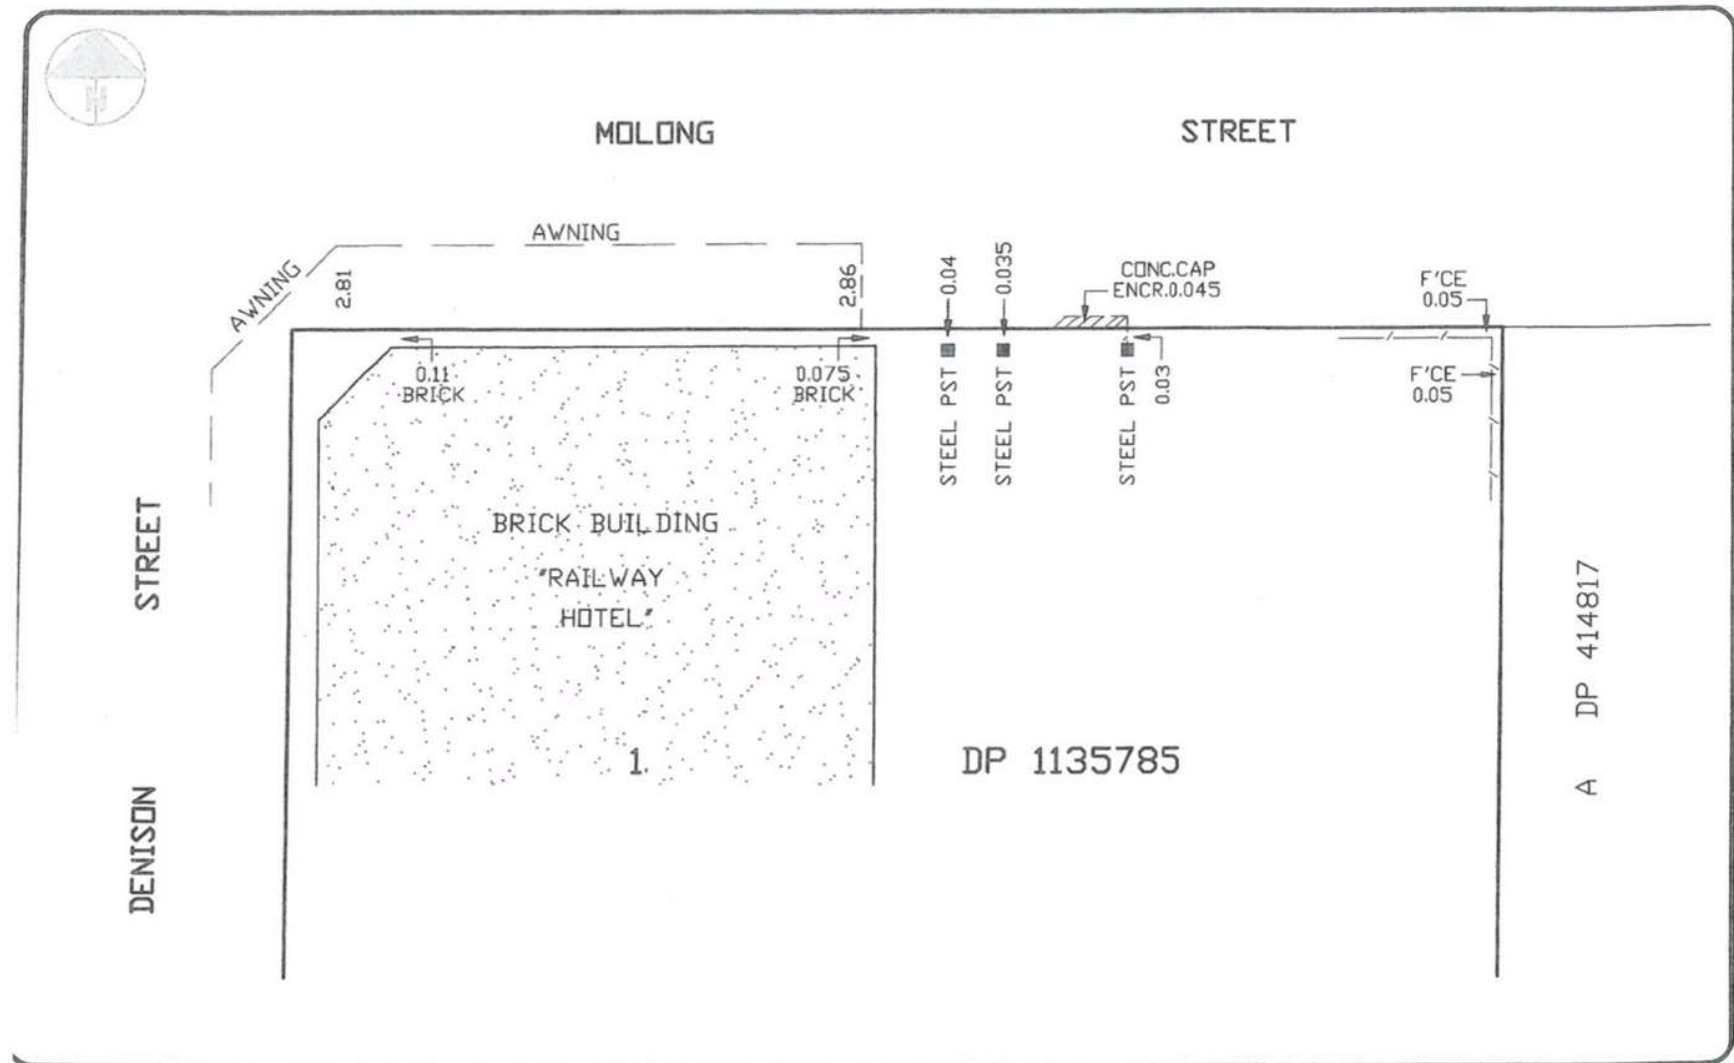 MOLONG STREET
AWNING
AWNING
2.81
2.86
0.04
0.035
CONC.CAP
ENCR.0.045
F'CE
0.05
0.11
BRICK
0.075
BRICK
STEEL PST
STEEL PST
STEEL PST
0.03
F'CE
0.05
BRICK BUILDING
"RAILWAY
HOTEL"
1.
DP 1135785
DENISON STREET
A DP 414817